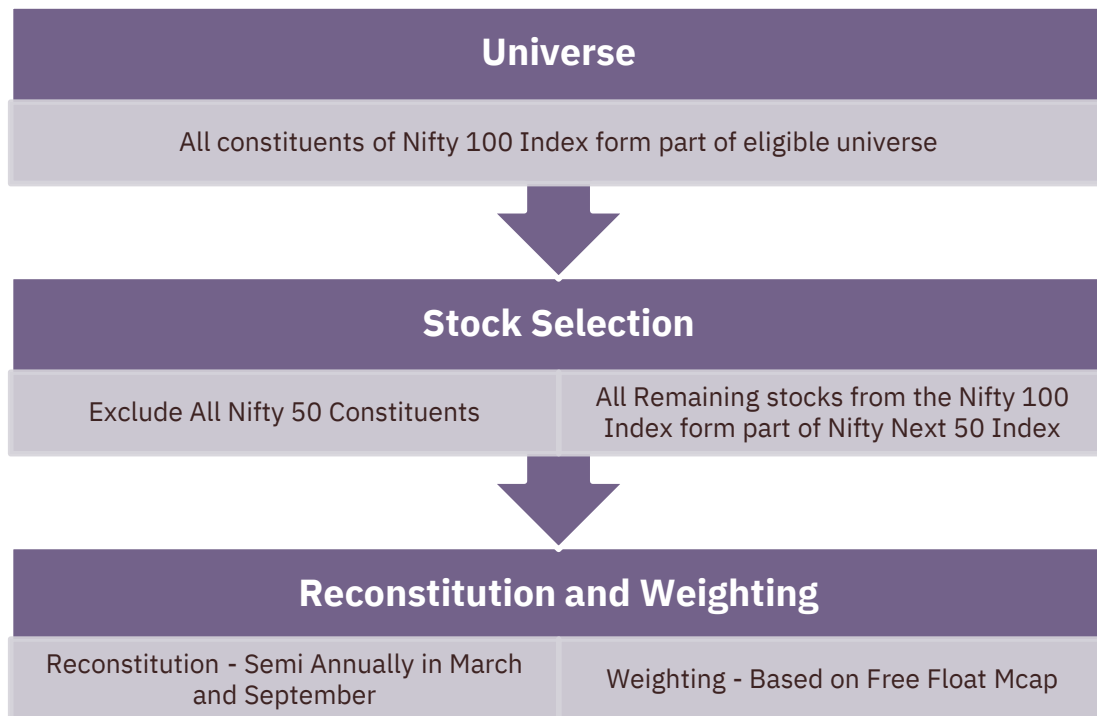 Universe
All constituents of Nifty 100 Index form part of eligible universe
Stock Selection
Exclude All Nifty 50 Constituents
All Remaining stocks from the Nifty 100
Index form part of Nifty Next 50 Index
Reconstitution and Weighting
Reconstitution - Semi Annually in March
and September
Weighting - Based on Free Float Mcap